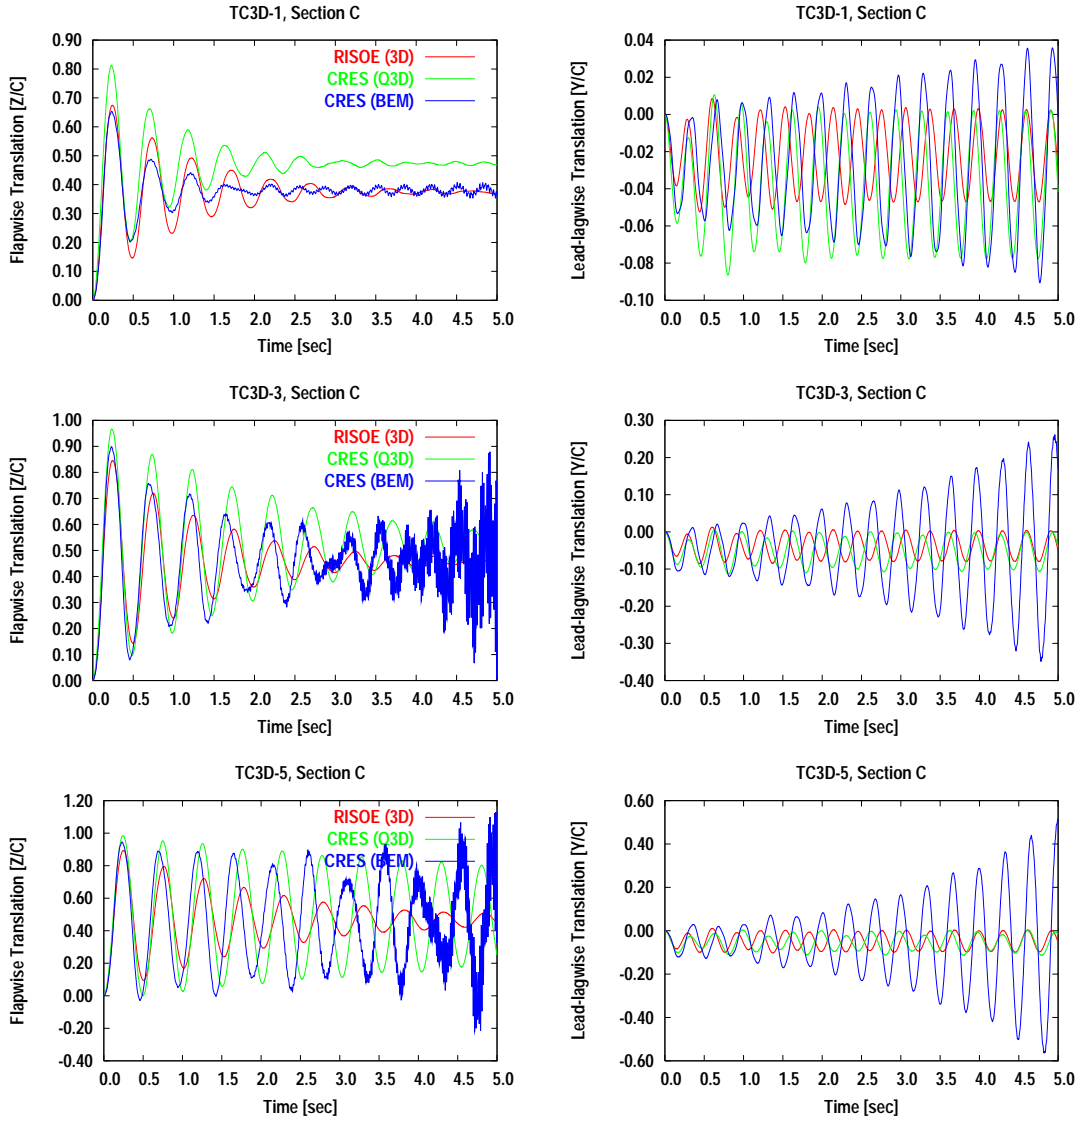 TC3D-1, Section C
Flapwise Translation [Z/C]
0.90
0.80
0.70
0.60
0.50
0.40
0.30
0.20
0.10
0.00
RISOE (3D)
CRES (Q3D)
CRES (BEM)
0.0 0.5 1.0 1.5 2.0 2.5 3.0 3.5 4.0 4.5 5.0
Time [sec]
TC3D-1, Section C
Lead-lagwise Translation [Y/C]
0.04
0.02
0.00
-0.02
-0.04
-0.06
-0.08
-0.10
0.0 0.5 1.0 1.5 2.0 2.5 3.0 3.5 4.0 4.5 5.0
Time [sec]
TC3D-3, Section C
Flapwise Translation [Z/C]
1.00
0.90
0.80
0.70
0.60
0.50
0.40
0.30
0.20
0.10
0.00
RISOE (3D)
CRES (Q3D)
CRES (BEM)
0.0 0.5 1.0 1.5 2.0 2.5 3.0 3.5 4.0 4.5 5.0
Time [sec]
TC3D-3, Section C
Lead-lagwise Translation [Y/C]
0.30
0.20
0.10
0.00
-0.10
-0.20
-0.30
-0.40
0.0 0.5 1.0 1.5 2.0 2.5 3.0 3.5 4.0 4.5 5.0
Time [sec]
TC3D-5, Section C
Flapwise Translation [Z/C]
1.20
1.00
0.80
0.60
0.40
0.20
0.00
-0.20
-0.40
RISOE (3D)
CRES (Q3D)
CRES (BEM)
0.0 0.5 1.0 1.5 2.0 2.5 3.0 3.5 4.0 4.5 5.0
Time [sec]
TC3D-5, Section C
Lead-lagwise Translation [Y/C]
0.60
0.40
0.20
0.00
-0.20
-0.40
-0.60
0.0 0.5 1.0 1.5 2.0 2.5 3.0 3.5 4.0 4.5 5.0
Time [sec]